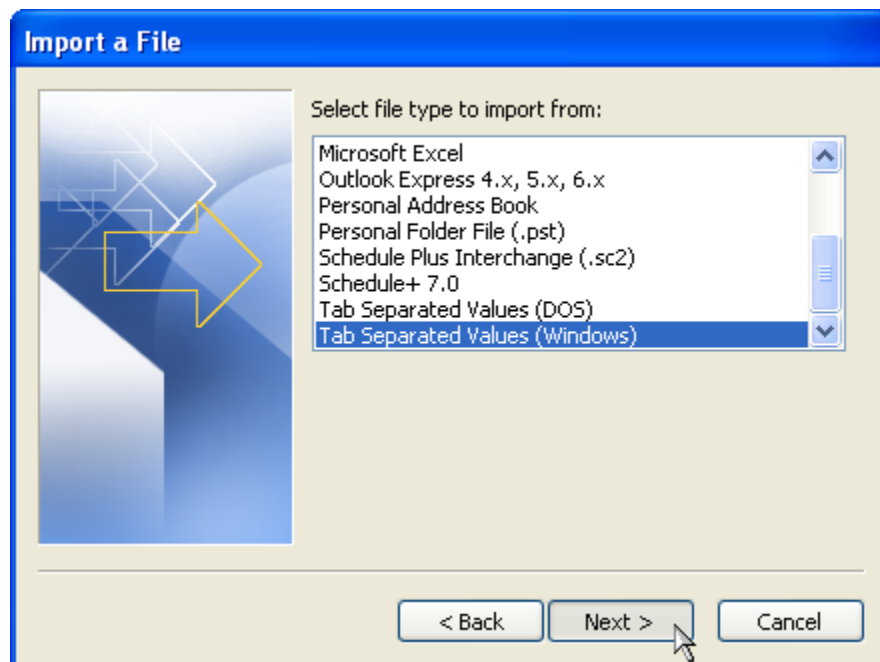 Import a File
Select file type to import from:
Microsoft Excel
Outlook Express 4.x, 5.x, 6.x
Personal Address Book
Personal Folder File (.pst)
Schedule Plus Interchange (.sc2)
Schedule+ 7.0
Tab Separated Values (DOS)
Tab Separated Values (Windows)
< Back Next > Cancel